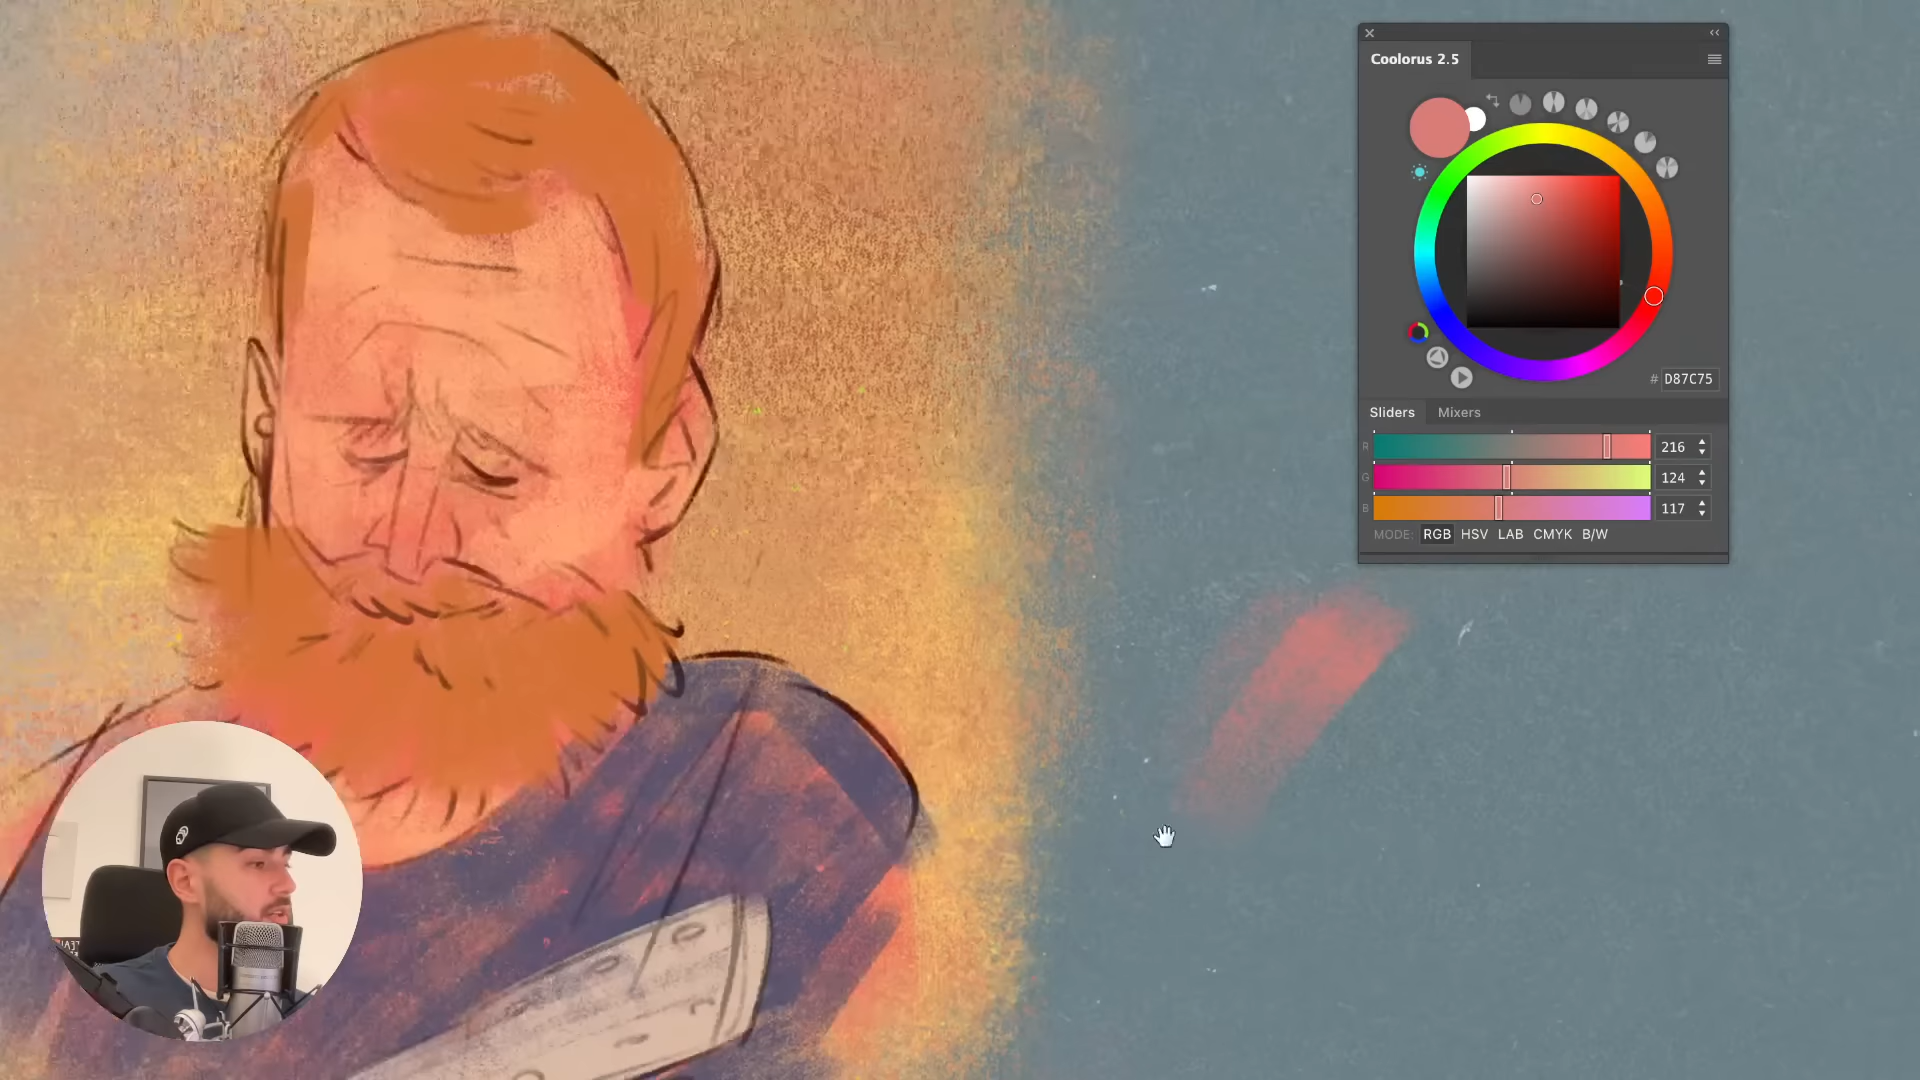 Coolorus 2.5
# D87C75
Sliders Mixers
R 216
G 124
B 117
MODE: RGB HSV LAB CMYK B/W